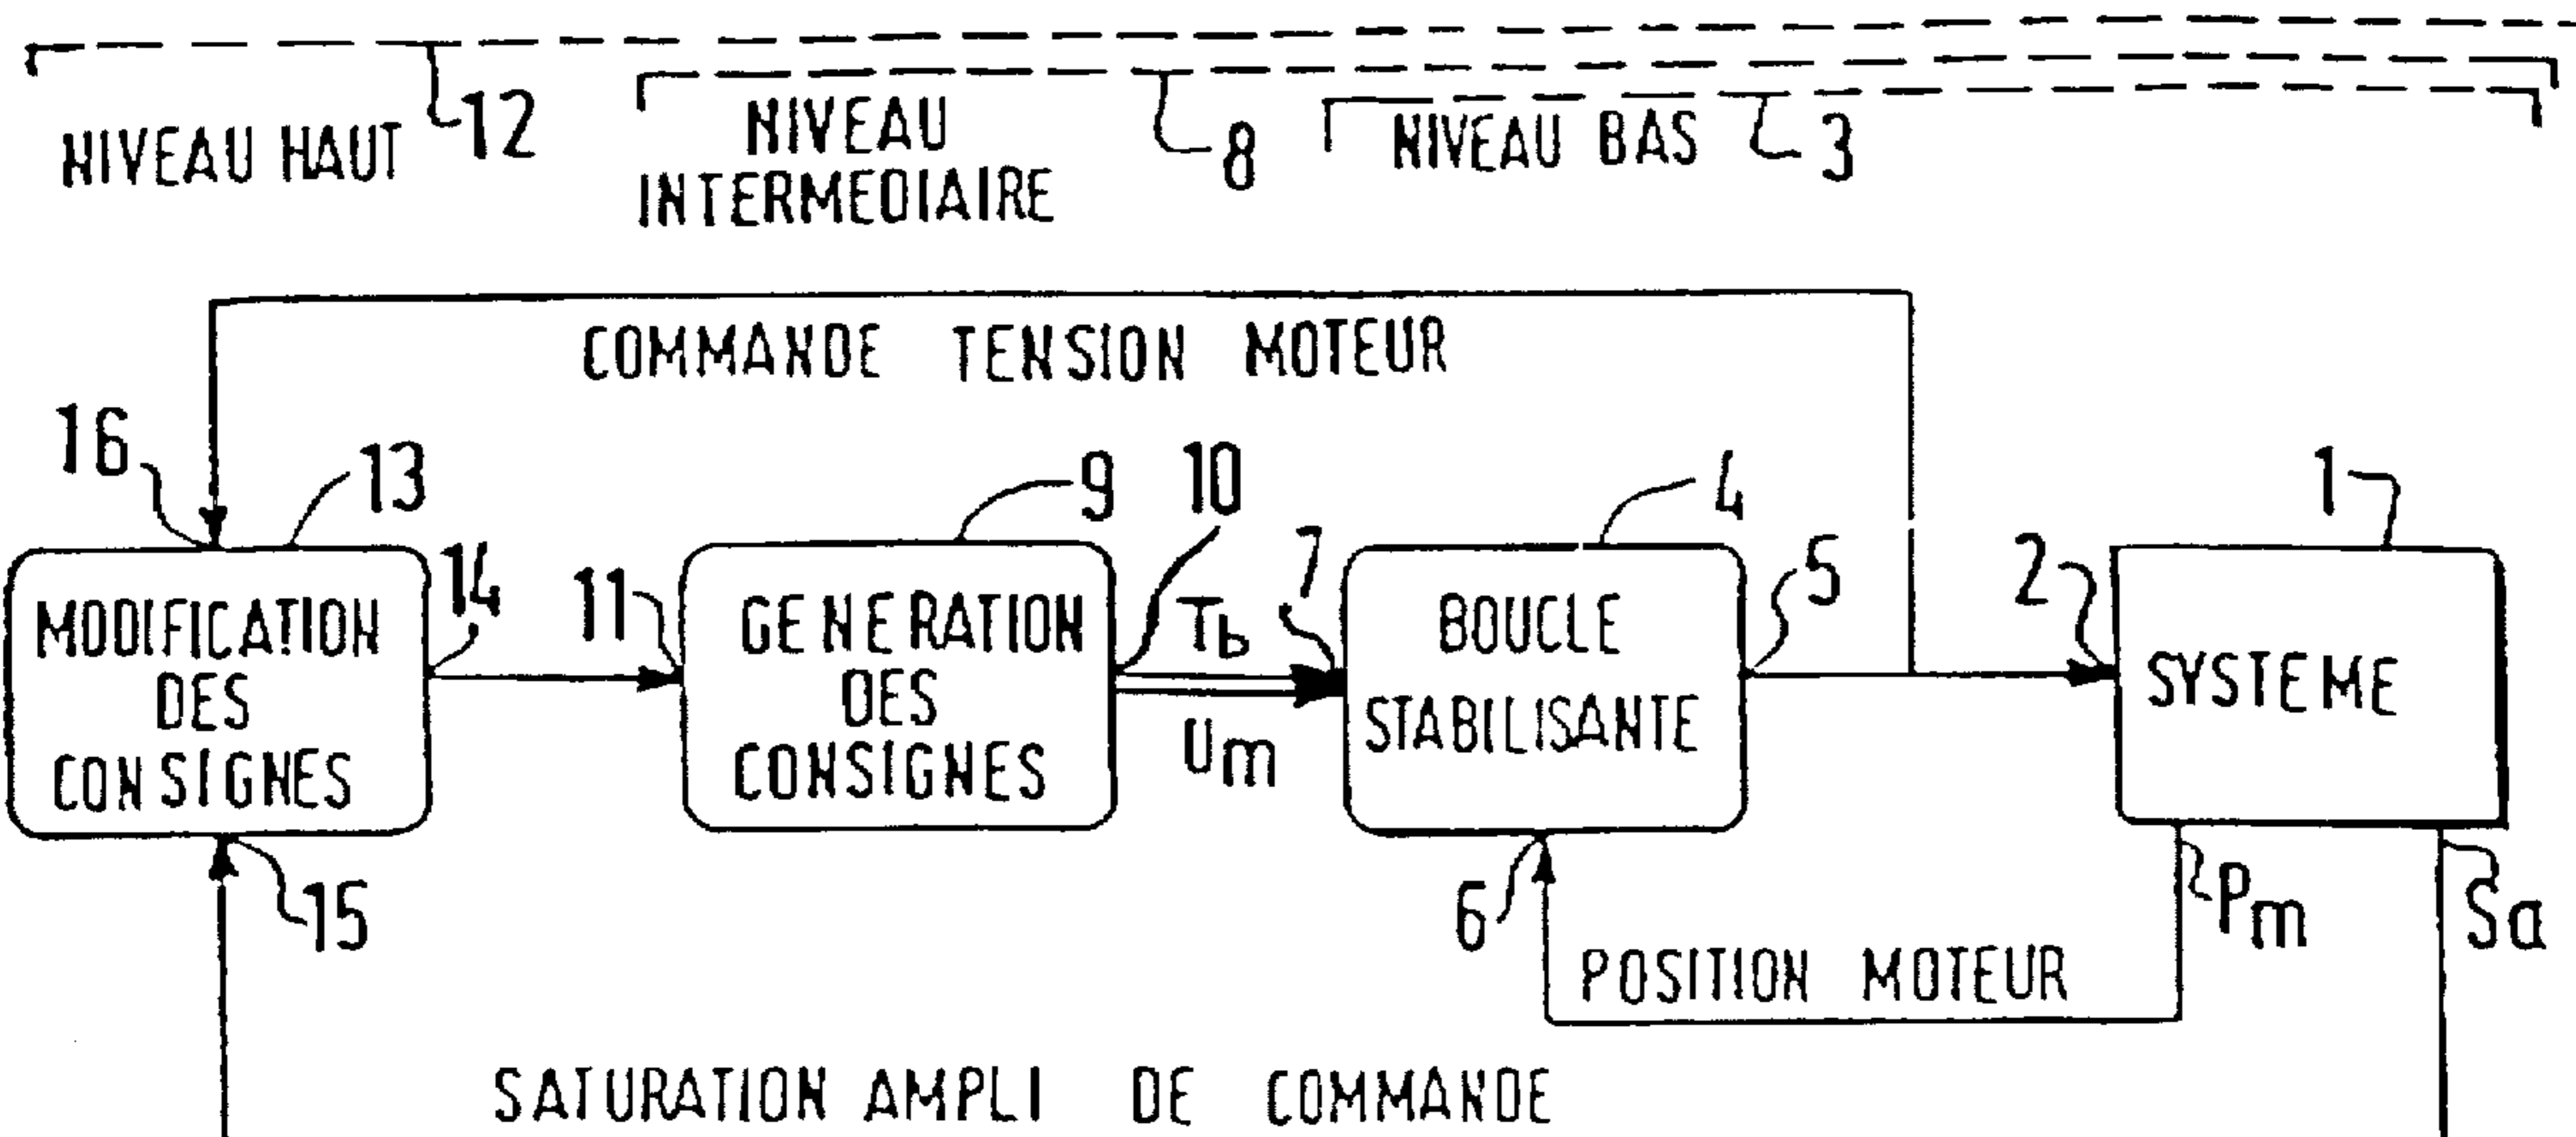 12
NIVEAU HAUT
NIVEAU
INTERMEDIAIRE
8
NIVEAU BAS
3
COMMANDE TENSION MOTEUR
16
13
9
10
4
1
14
11
7
5
2
MODIFICATION
DES
CONSIGNES
GENERATION
DES
CONSIGNES
Tb
Um
BOUCLE
STABILISANTE
SYSTEME
15
6
Pm
Sa
POSITION MOTEUR
SATURATION AMPLI DE COMMANDE